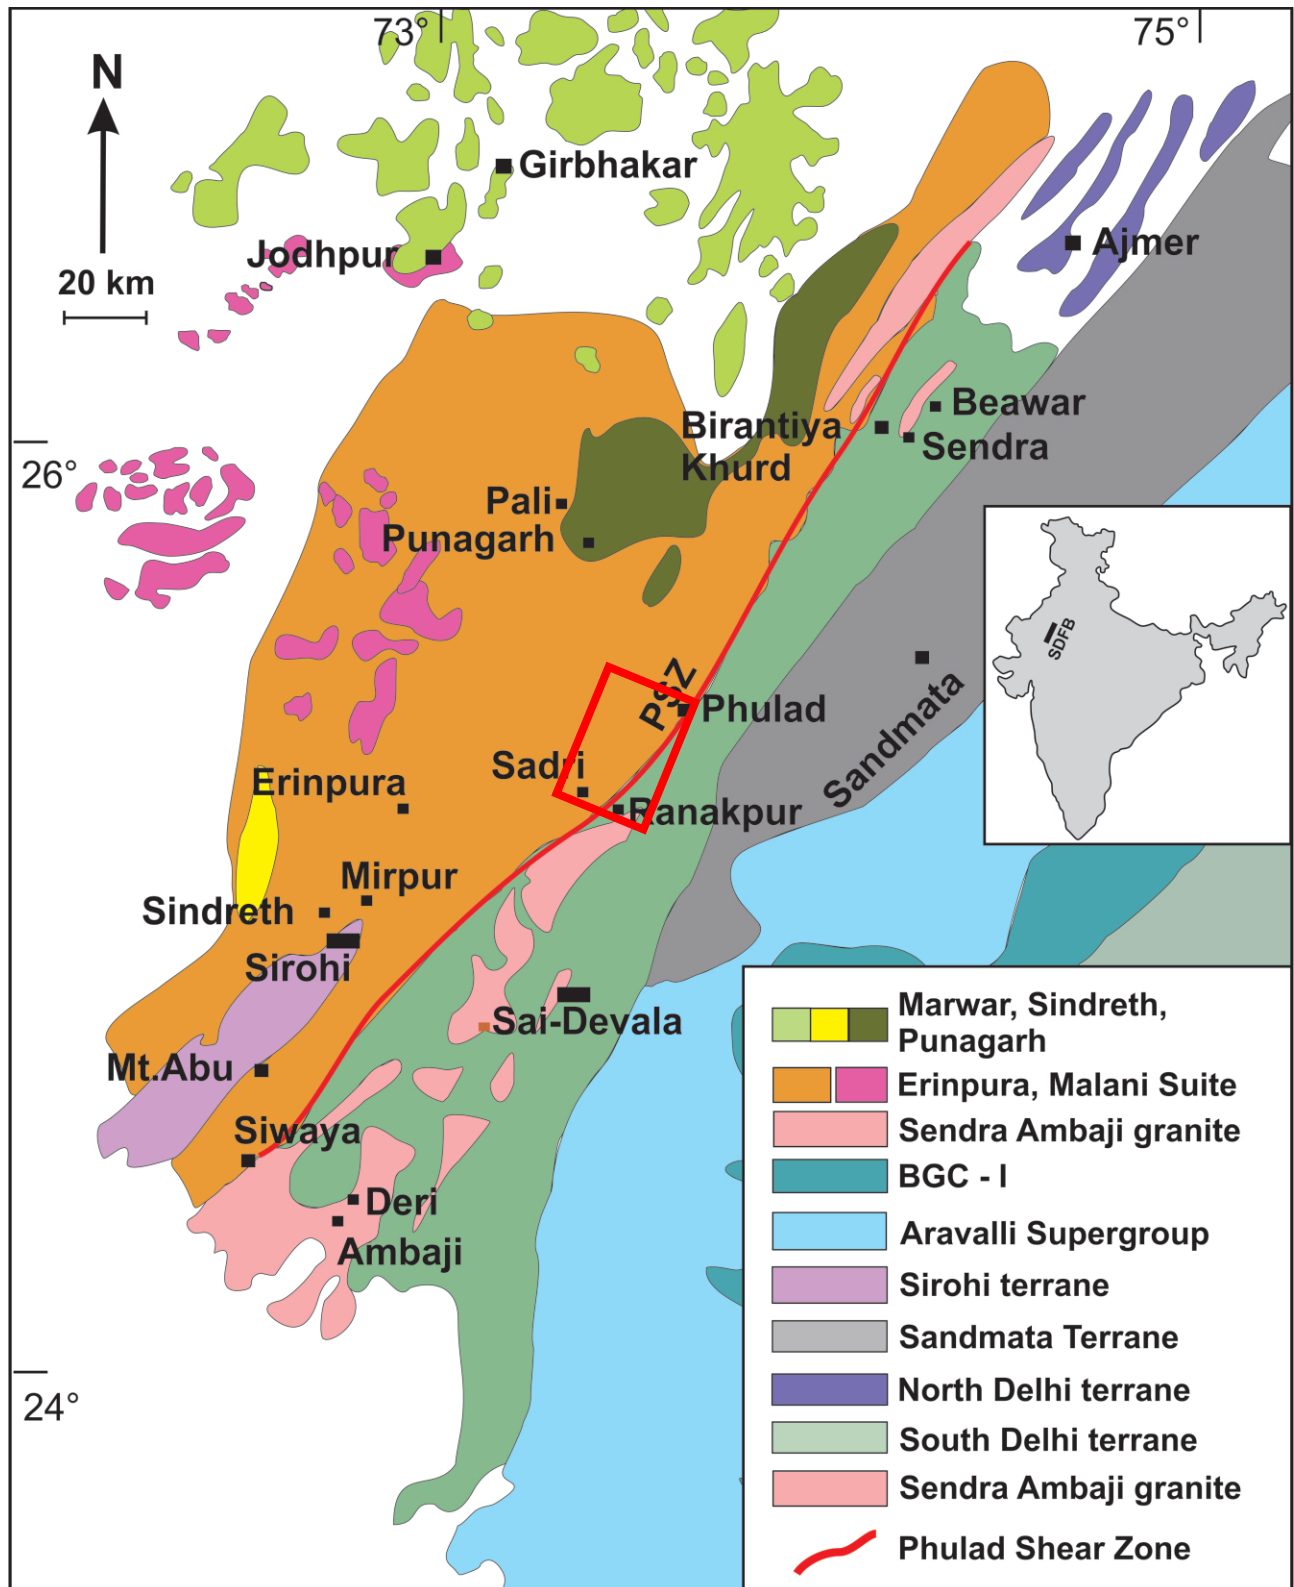 73°
75°
N
20 km
Girbhakar
Jodhpur
Ajmer
26°
Birantiya
Khurd
Beawar
Sendra
Pali
Punagarh
SDFB
PSZ
Phulad
Sandmata
Sadri
Erinpura
Ranakpur
Mirpur
Sindreth
Sirohi
Sai-Devala
Mt.Abu
Siwaya
Deri
Ambaji
24°
Marwar, Sindreth,
Punagarh
Erinpura, Malani Suite
Sendra Ambaji granite
BGC - I
Aravalli Supergroup
Sirohi terrane
Sandmata Terrane
North Delhi terrane
South Delhi terrane
Sendra Ambaji granite
Phulad Shear Zone